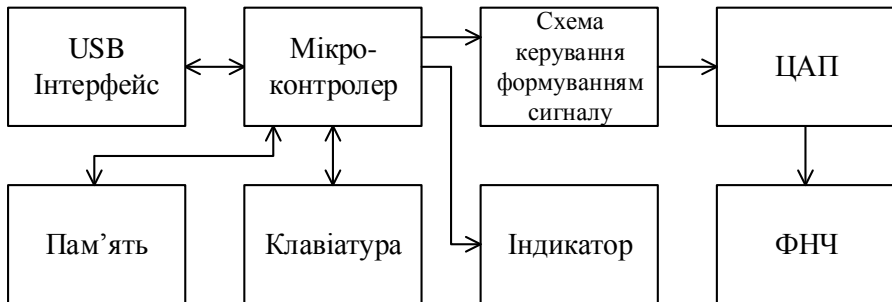 USB
Інтерфейс
Мікро-
контролер
Схема
керування
формуванням
сигналу
ЦАП
Пам’ять
Клавіатура
Індикатор
ФНЧ